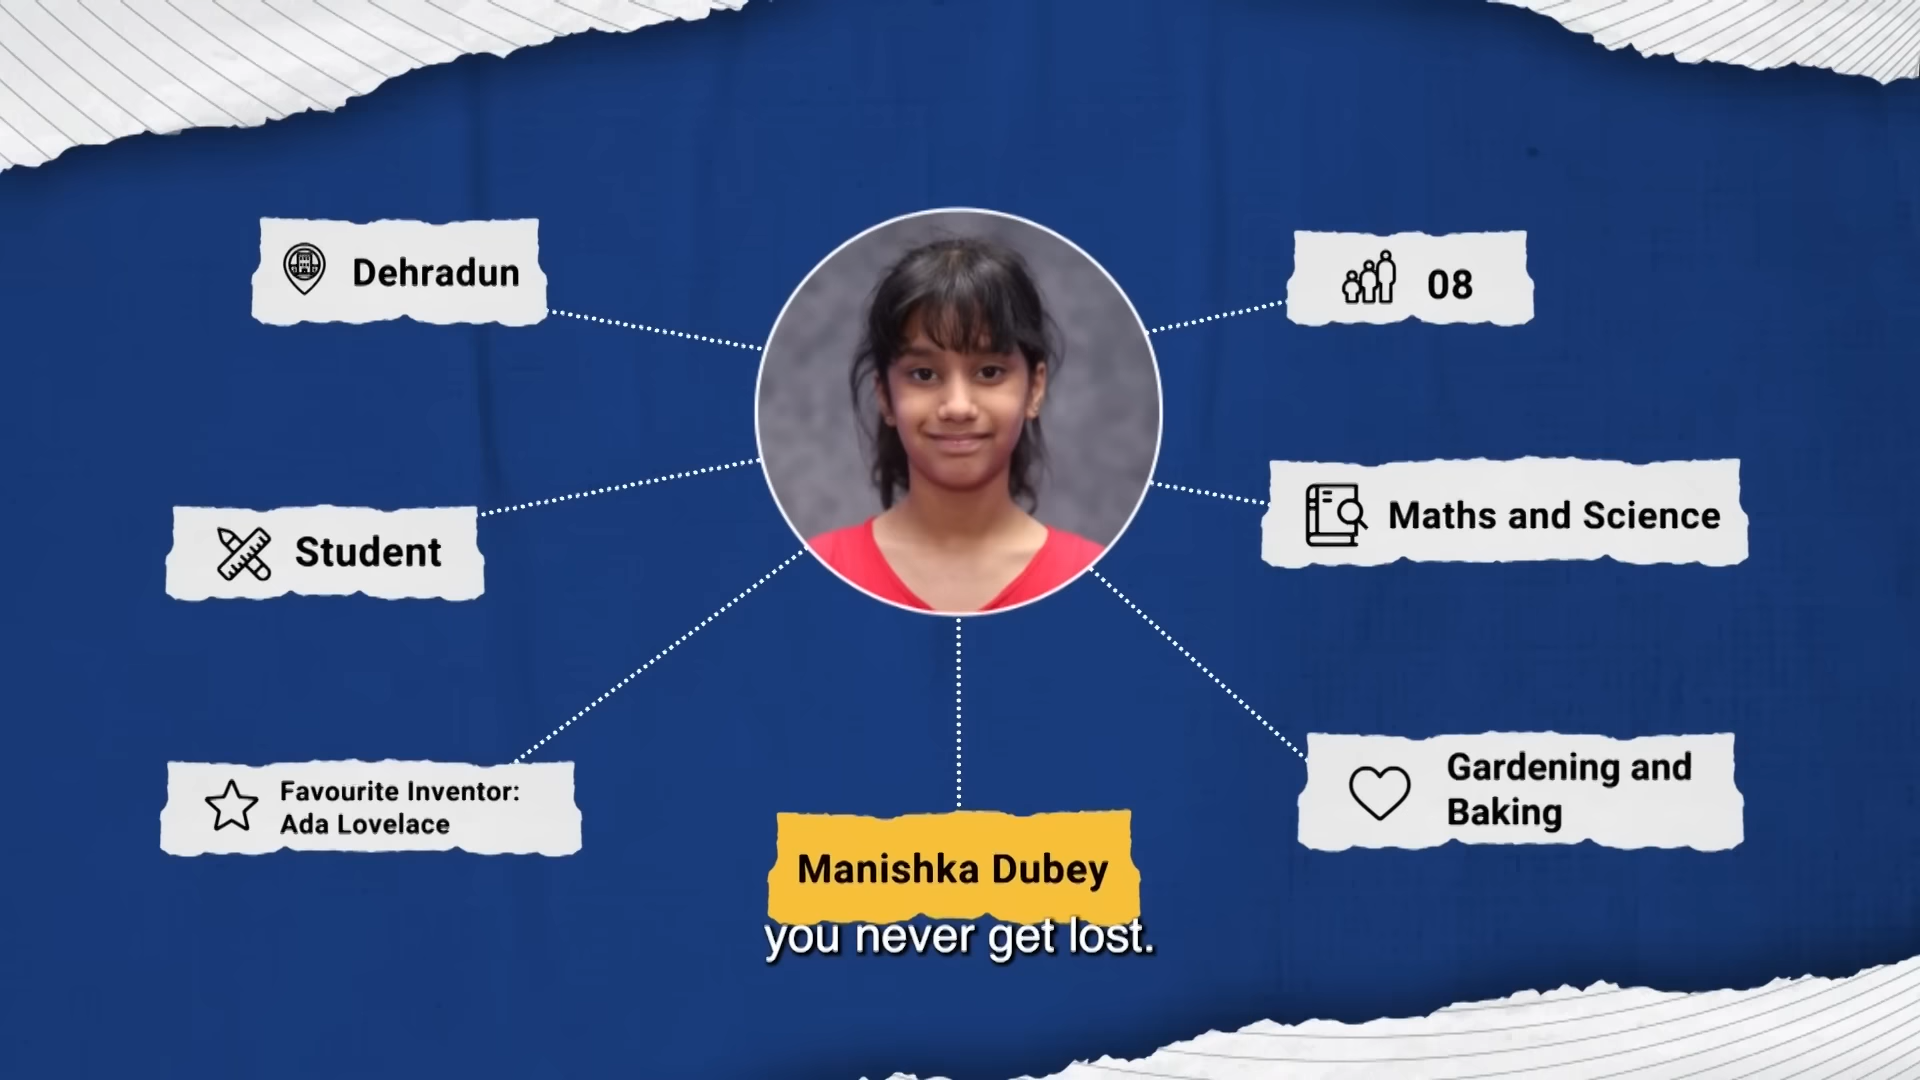 Dehradun
08
Student
Maths and Science
Favourite Inventor:
Ada Lovelace
Gardening and
Baking
Manishka Dubey
you never get lost.